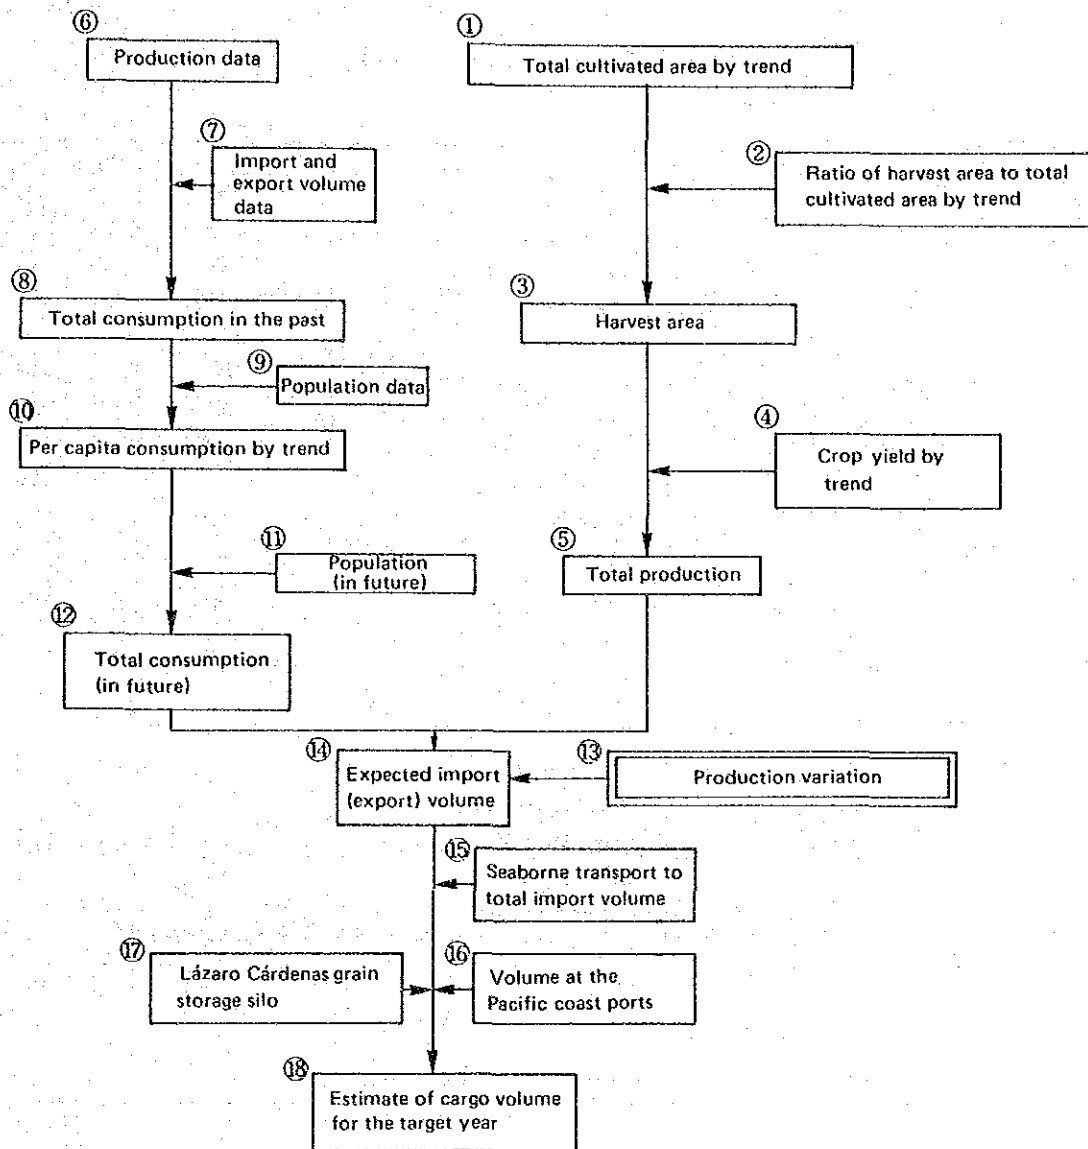 ⑥
Production data
①
Total cultivated area by trend
⑦
Import and
export volume
data
②
Ratio of harvest area to total
cultivated area by trend
⑧
Total consumption in the past
③
Harvest area
⑨
Population data
⑩
Per capita consumption by trend
④
Crop yield by
trend
⑪
Population
(in future)
⑤
Total production
⑫
Total consumption
(in future)
⑭
Expected import
(export) volume
⑬
Production variation
⑮
Seaborne transport to
total import volume
⑰
Lázaro Cárdenas grain
storage silo
⑯
Volume at the
Pacific coast ports
⑱
Estimate of cargo volume
for the target year